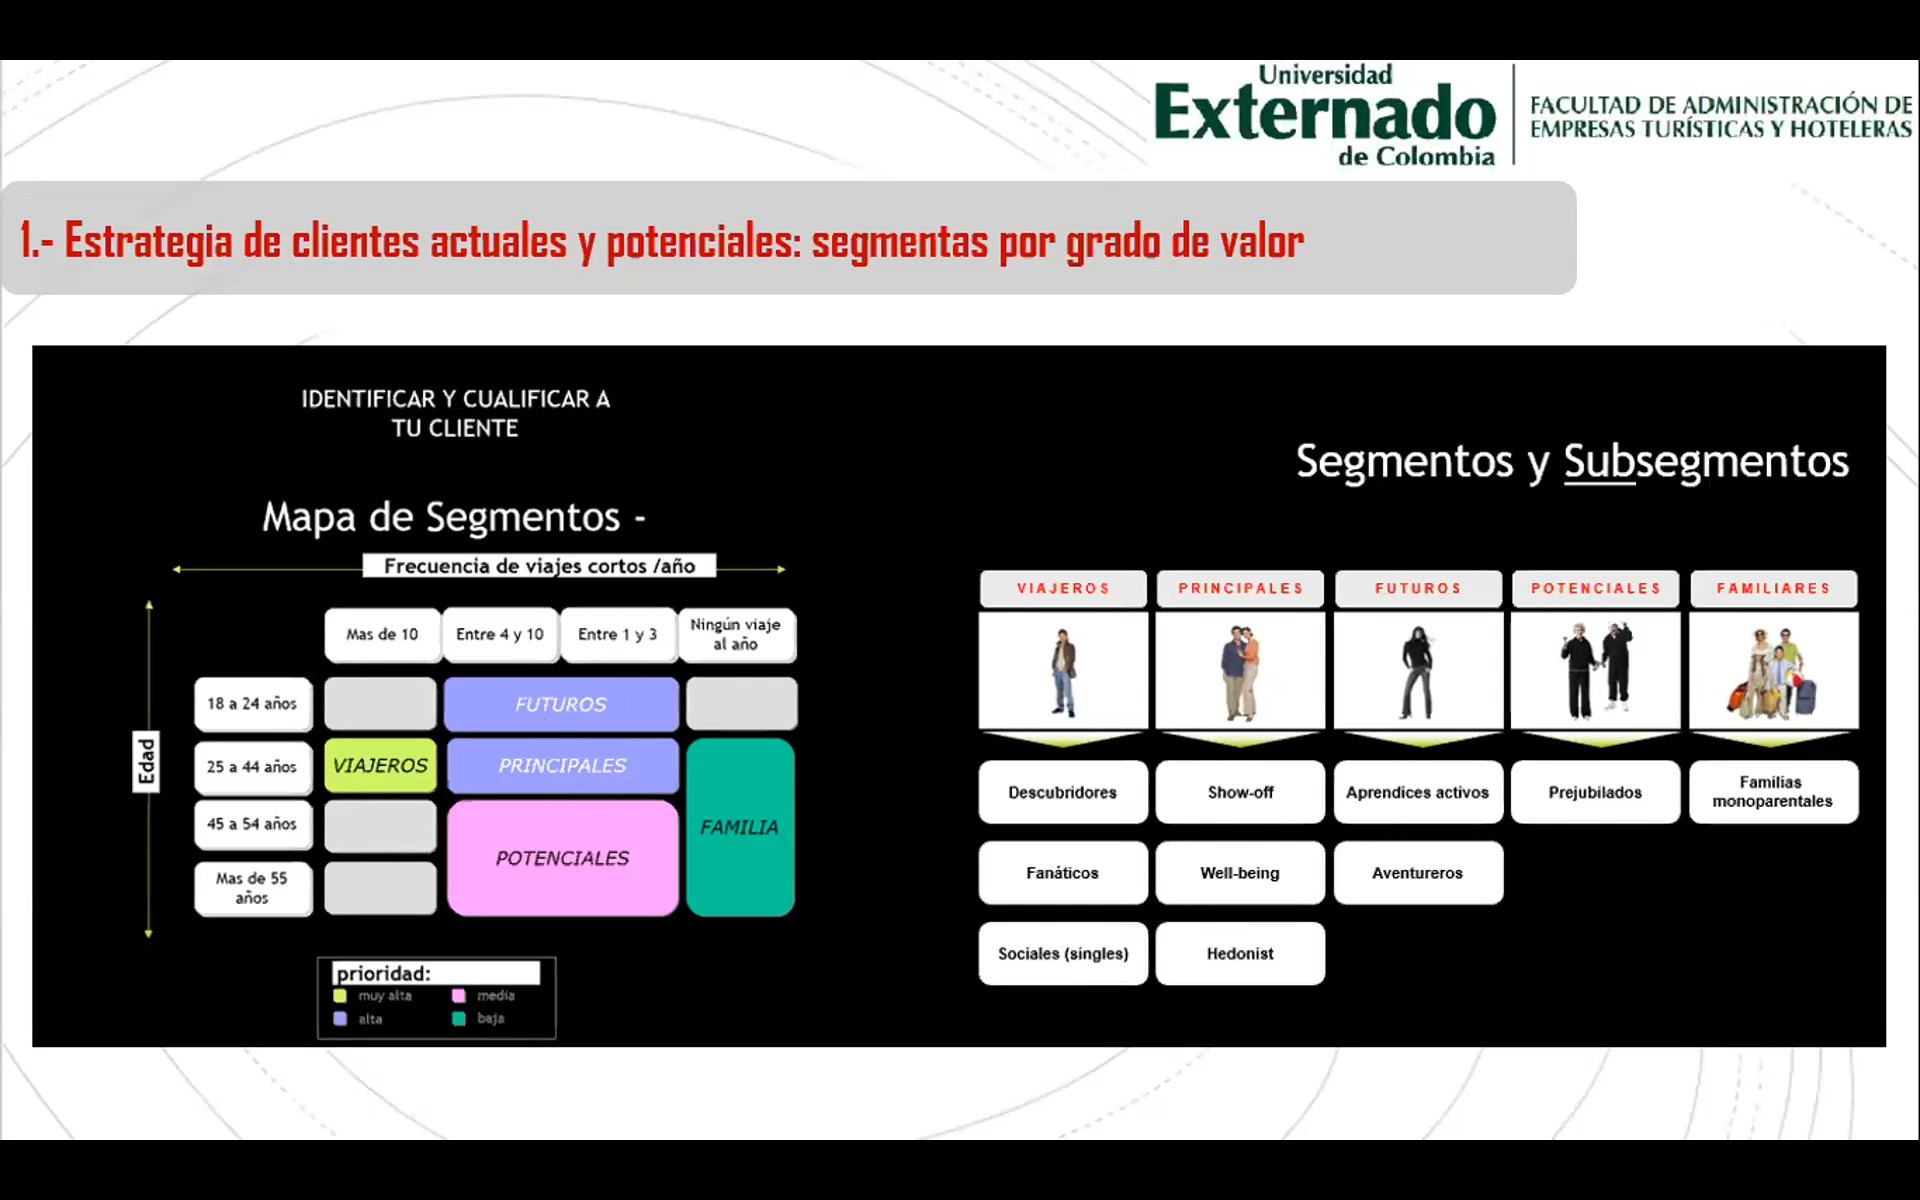 Universidad
Externado
de Colombia
FACULTAD DE ADMINISTRACIÓN DE
EMPRESAS TURÍSTICAS Y HOTELERAS
1.- Estrategia de clientes actuales y potenciales: segmentas por grado de valor
IDENTIFICAR Y CUALIFICAR A
TU CLIENTE
Mapa de Segmentos -
Frecuencia de viajes cortos /año
Mas de 10
Entre 4 y 10
Entre 1 y 3
Ningún viaje
al año
Edad
18 a 24 años
FUTUROS
25 a 44 años
VIAJEROS
PRINCIPALES
45 a 54 años
FAMILIA
POTENCIALES
Mas de 55
años
prioridad:
muy alta
media
alta
baja
Segmentos y Subsegmentos
VIAJEROS
PRINCIPALES
FUTUROS
POTENCIALES
FAMILIARES
Descubridores
Show-off
Aprendices activos
Prejubilados
Familias
monoparentales
Fanáticos
Well-being
Aventureros
Sociales (singles)
Hedonist